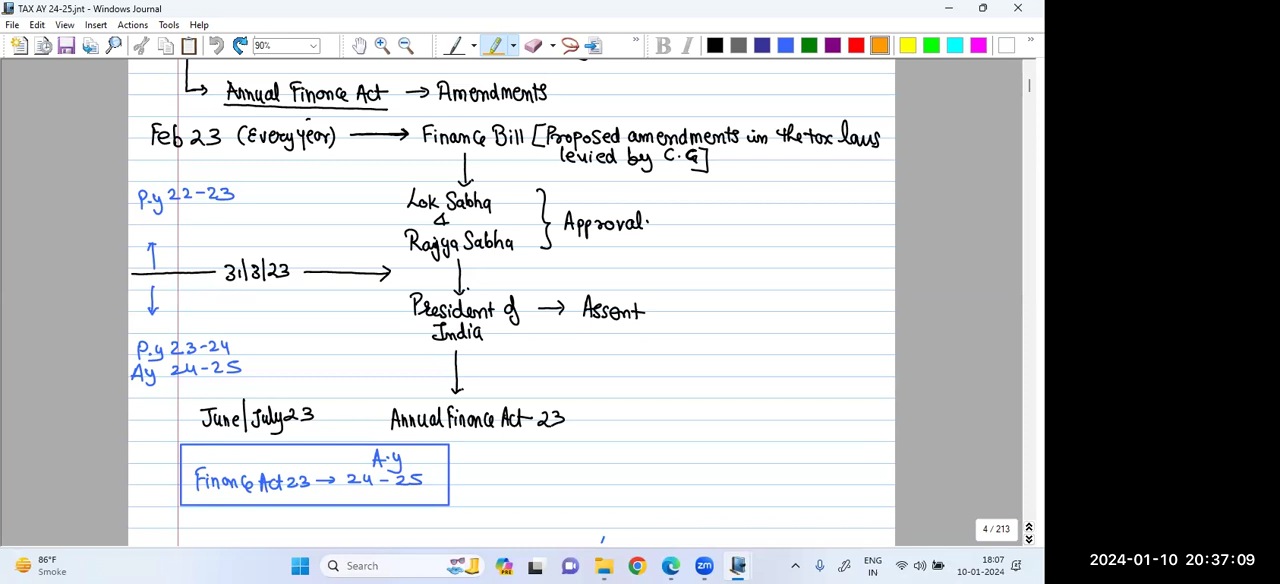 TAX AY 24-25.jnt - Windows Journal
File Edit View Insert Actions Tools Help
90%
Annual Finance Act → Amendments
Feb 23 (Every year) → Finance Bill [Proposed amendments in the tax laws
levied by C.G]
P.y 22-23
Lok Sabha
&
Rajya Sabha
Approval.
31/3/23
President of → Assent
India
P.y 23-24
Ay 24-25
June/July 23 Annual Finance Act 23
A.y
Finance Act 23 → 24-25
4 / 213
86°F
Smoke
Search
ENG
IN
18:07
10-01-2024
2024-01-10 20:37:09